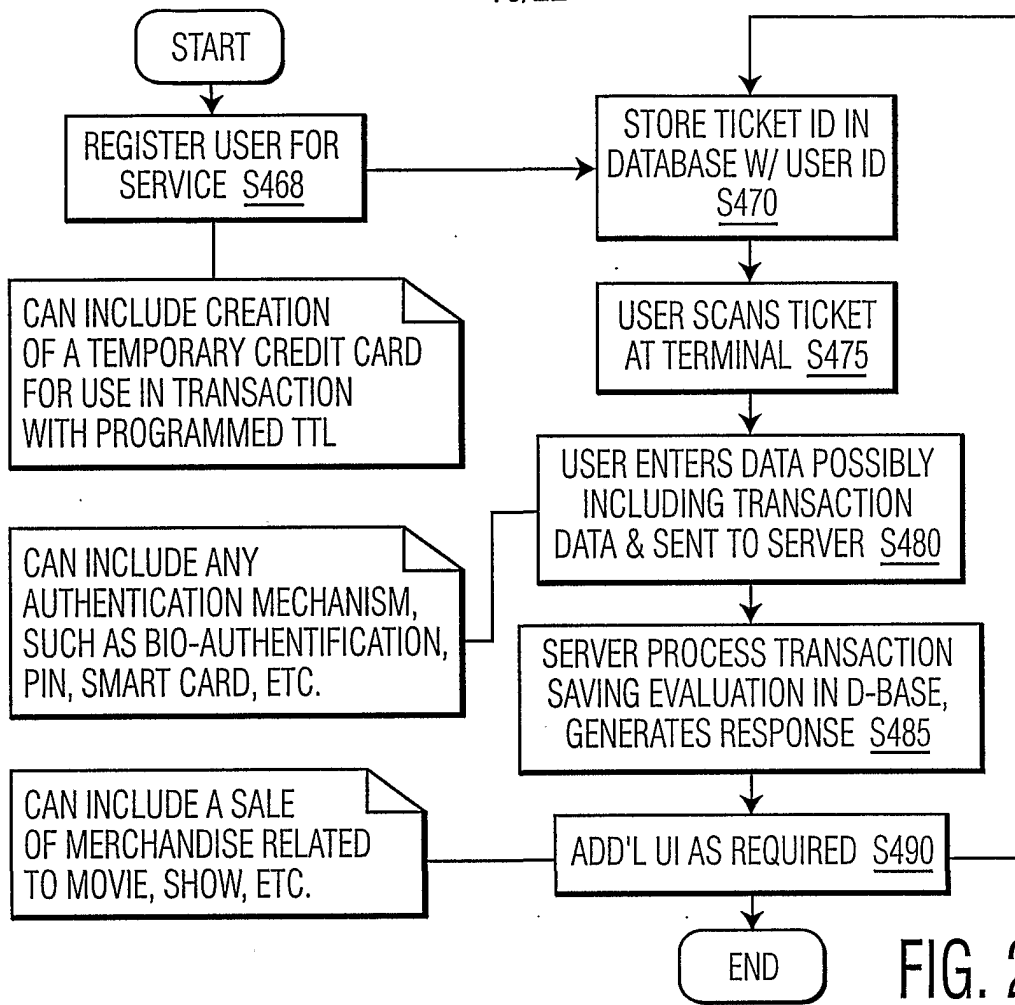 START
REGISTER USER FOR
SERVICE S468
CAN INCLUDE CREATION
OF A TEMPORARY CREDIT CARD
FOR USE IN TRANSACTION
WITH PROGRAMMED TTL
CAN INCLUDE ANY
AUTHENTICATION MECHANISM,
SUCH AS BIO-AUTHENTIFICATION,
PIN, SMART CARD, ETC.
CAN INCLUDE A SALE
OF MERCHANDISE RELATED
TO MOVIE, SHOW, ETC.
STORE TICKET ID IN
DATABASE W/ USER ID
S470
USER SCANS TICKET
AT TERMINAL S475
USER ENTERS DATA POSSIBLY
INCLUDING TRANSACTION
DATA & SENT TO SERVER S480
SERVER PROCESS TRANSACTION
SAVING EVALUATION IN D-BASE,
GENERATES RESPONSE S485
ADD'L UI AS REQUIRED S490
END
FIG. 2